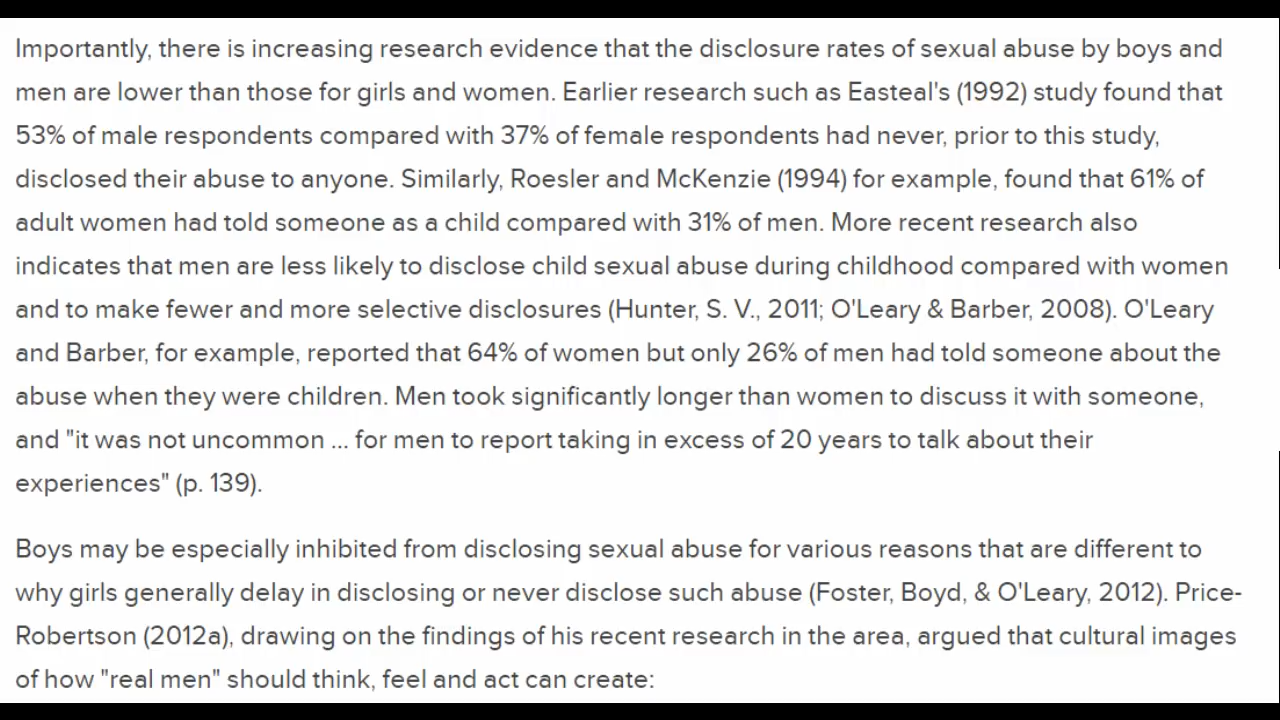 Importantly, there is increasing research evidence that the disclosure rates of sexual abuse by boys and
men are lower than those for girls and women. Earlier research such as Easteal's (1992) study found that
53% of male respondents compared with 37% of female respondents had never, prior to this study,
disclosed their abuse to anyone. Similarly, Roesler and McKenzie (1994) for example, found that 61% of
adult women had told someone as a child compared with 31% of men. More recent research also
indicates that men are less likely to disclose child sexual abuse during childhood compared with women
and to make fewer and more selective disclosures (Hunter, S. V., 2011; O'Leary & Barber, 2008). O'Leary
and Barber, for example, reported that 64% of women but only 26% of men had told someone about the
abuse when they were children. Men took significantly longer than women to discuss it with someone,
and "it was not uncommon ... for men to report taking in excess of 20 years to talk about their
experiences" (p. 139).
Boys may be especially inhibited from disclosing sexual abuse for various reasons that are different to
why girls generally delay in disclosing or never disclose such abuse (Foster, Boyd, & O'Leary, 2012). Price-
Robertson (2012a), drawing on the findings of his recent research in the area, argued that cultural images
of how "real men" should think, feel and act can create: